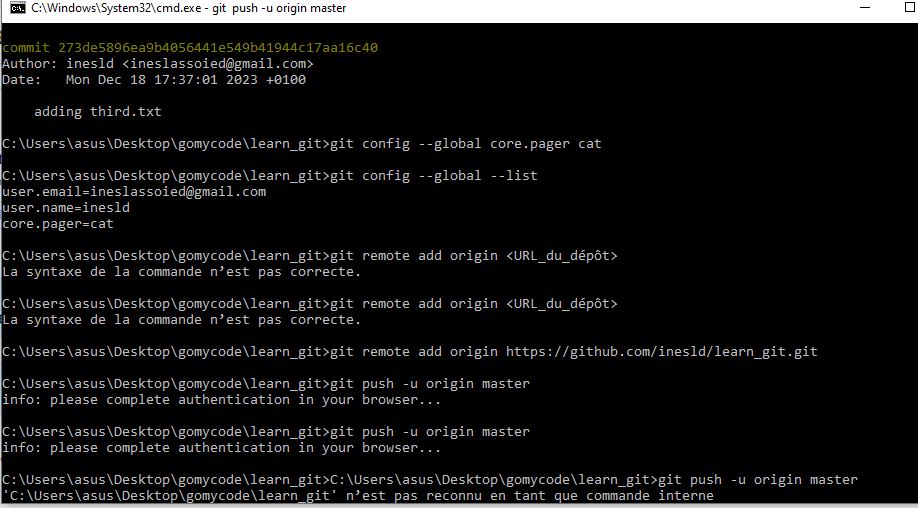 C:\Windows\System32\cmd.exe - git push -u origin master
commit 273de5896ea9b4056441e549b41944c17aa16c40
Author: inesld <ineslassoied@gmail.com>
Date:   Mon Dec 18 17:37:01 2023 +0100
    adding third.txt
C:\Users\asus\Desktop\gomycode\learn_git>git config --global core.pager cat
C:\Users\asus\Desktop\gomycode\learn_git>git config --global --list
user.email=ineslassoied@gmail.com
user.name=inesld
core.pager=cat
C:\Users\asus\Desktop\gomycode\learn_git>git remote add origin <URL_du_dépôt>
La syntaxe de la commande n’est pas correcte.
C:\Users\asus\Desktop\gomycode\learn_git>git remote add origin <URL_du_dépôt>
La syntaxe de la commande n’est pas correcte.
C:\Users\asus\Desktop\gomycode\learn_git>git remote add origin https://github.com/inesld/learn_git.git
C:\Users\asus\Desktop\gomycode\learn_git>git push -u origin master
info: please complete authentication in your browser...
C:\Users\asus\Desktop\gomycode\learn_git>git push -u origin master
info: please complete authentication in your browser...
C:\Users\asus\Desktop\gomycode\learn_git>C:\Users\asus\Desktop\gomycode\learn_git>git push -u origin master
'C:\Users\asus\Desktop\gomycode\learn_git' n’est pas reconnu en tant que commande interne